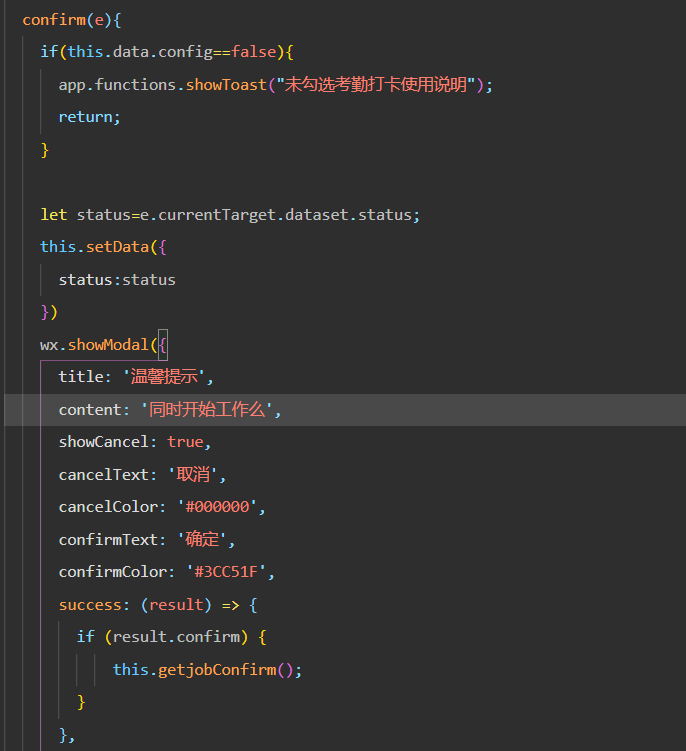 confirm(e){
if(this.data.config==false){
app.functions.showToast("未勾选考勤打卡使用说明");
return;
}
let status=e.currentTarget.dataset.status;
this.setData({
status:status
})
wx.showModal({
title: '温馨提示',
content: '同时开始工作么',
showCancel: true,
cancelText: '取消',
cancelColor: '#000000',
confirmText: '确定',
confirmColor: '#3CC51F',
success: (result) => {
if (result.confirm) {
this.getjobConfirm();
}
},